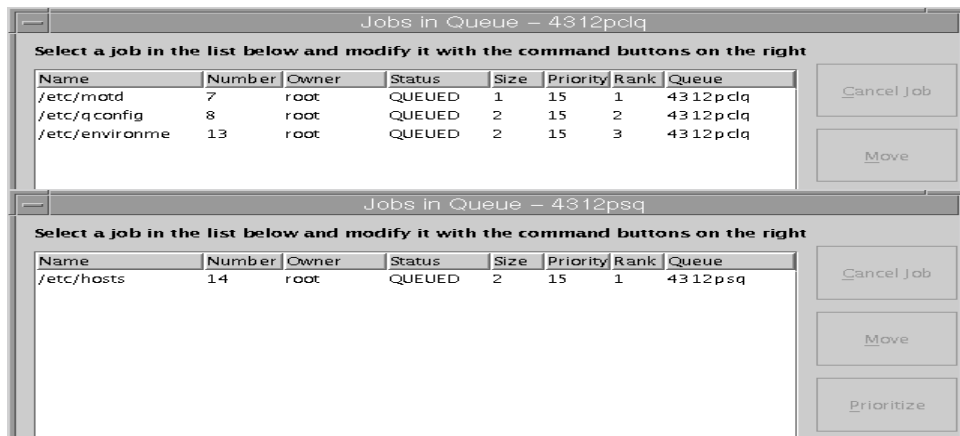 Jobs in Queue – 4312pclq
Select a job in the list below and modify it with the command buttons on the right
Name Number Owner Status Size Priority Rank Queue
/etc/motd 7 root QUEUED 1 15 1 4312pclq
/etc/qconfig 8 root QUEUED 2 15 2 4312pclq
/etc/environme 13 root QUEUED 2 15 3 4312pclq
Cancel Job
Move
Jobs in Queue – 4312psq
Select a job in the list below and modify it with the command buttons on the right
Name Number Owner Status Size Priority Rank Queue
/etc/hosts 14 root QUEUED 2 15 1 4312psq
Cancel Job
Move
Prioritize